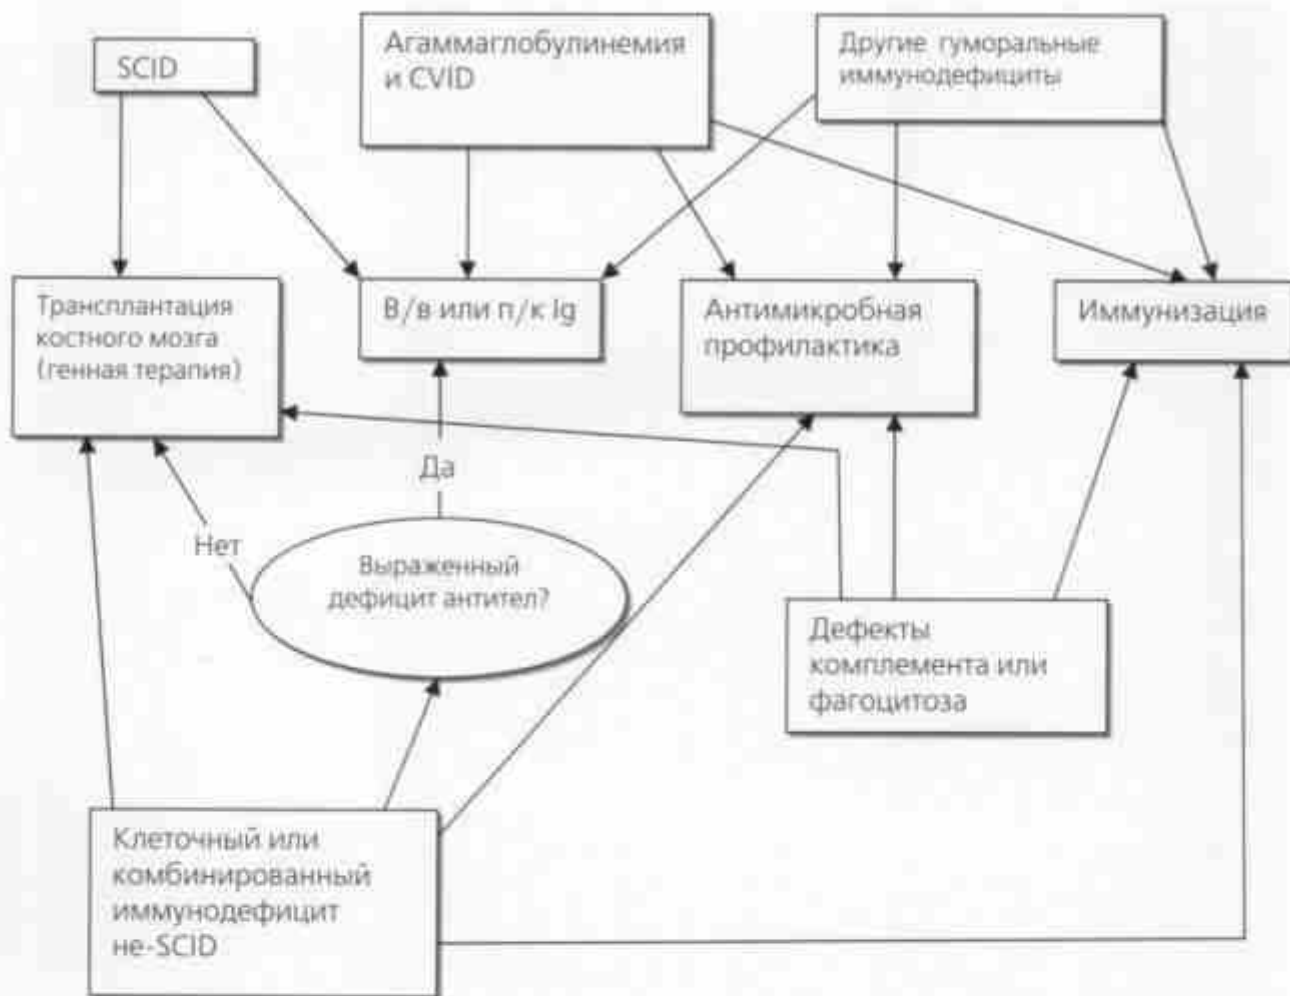 SCID
Агаммаглобулинемия
и CVID
Другие гуморальные
иммунодефициты
Трансплантация
костного мозга
(генная терапия)
В/в или п/к Ig
Антимикробная
профилактика
Иммунизация
Да
Нет
Выраженный
дефицит антител?
Дефекты
комплемента или
фагоцитоза
Клеточный или
комбинированный
иммунодефицит
не-SCID